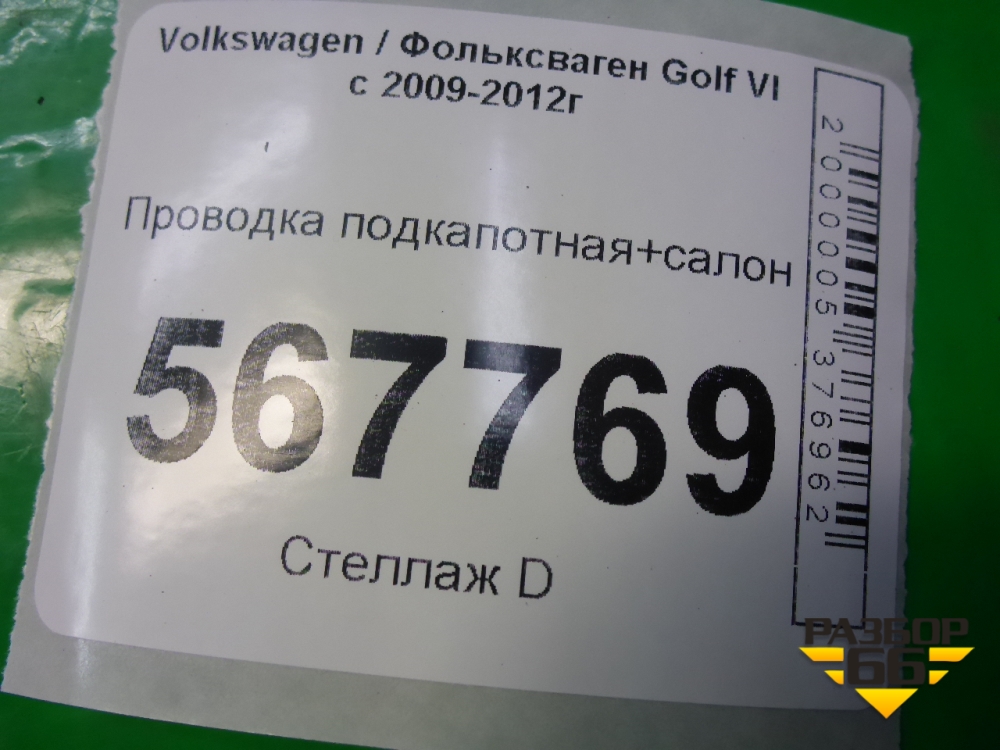 Volkswagen / Фольксваген Golf VI
с 2009-2012г
Проводка подкапотная+салон
567769
Стеллаж D
2000005376962
РАЗБОР
66